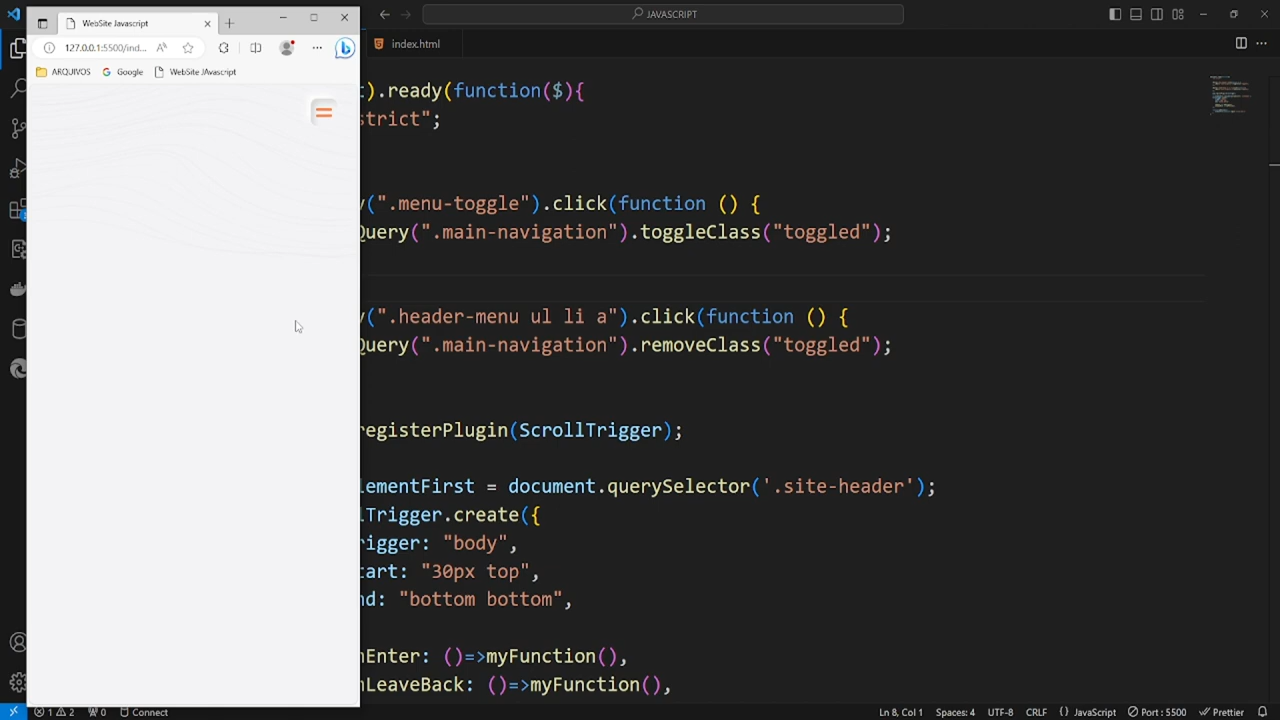 JAVASCRIPT
WebSite Javascript
127.0.0.1:5500/ind...
ARQUIVOS
Google
WebSite JAvascript
index.html
).ready(function($){
strict";
(".menu-toggle").click(function () {
Query(".main-navigation").toggleClass("toggled");
(".header-menu ul li a").click(function () {
Query(".main-navigation").removeClass("toggled");
registerPlugin(ScrollTrigger);
lementFirst = document.querySelector('.site-header');
lTrigger.create({
rigger: "body",
tart: "30px top",
nd: "bottom bottom",
nEnter: ()=>myFunction(),
nLeaveBack: ()=>myFunction(),
1 2 0 Connect
Ln 8, Col 1 Spaces: 4 UTF-8 CRLF {} JavaScript Port : 5500 Prettier